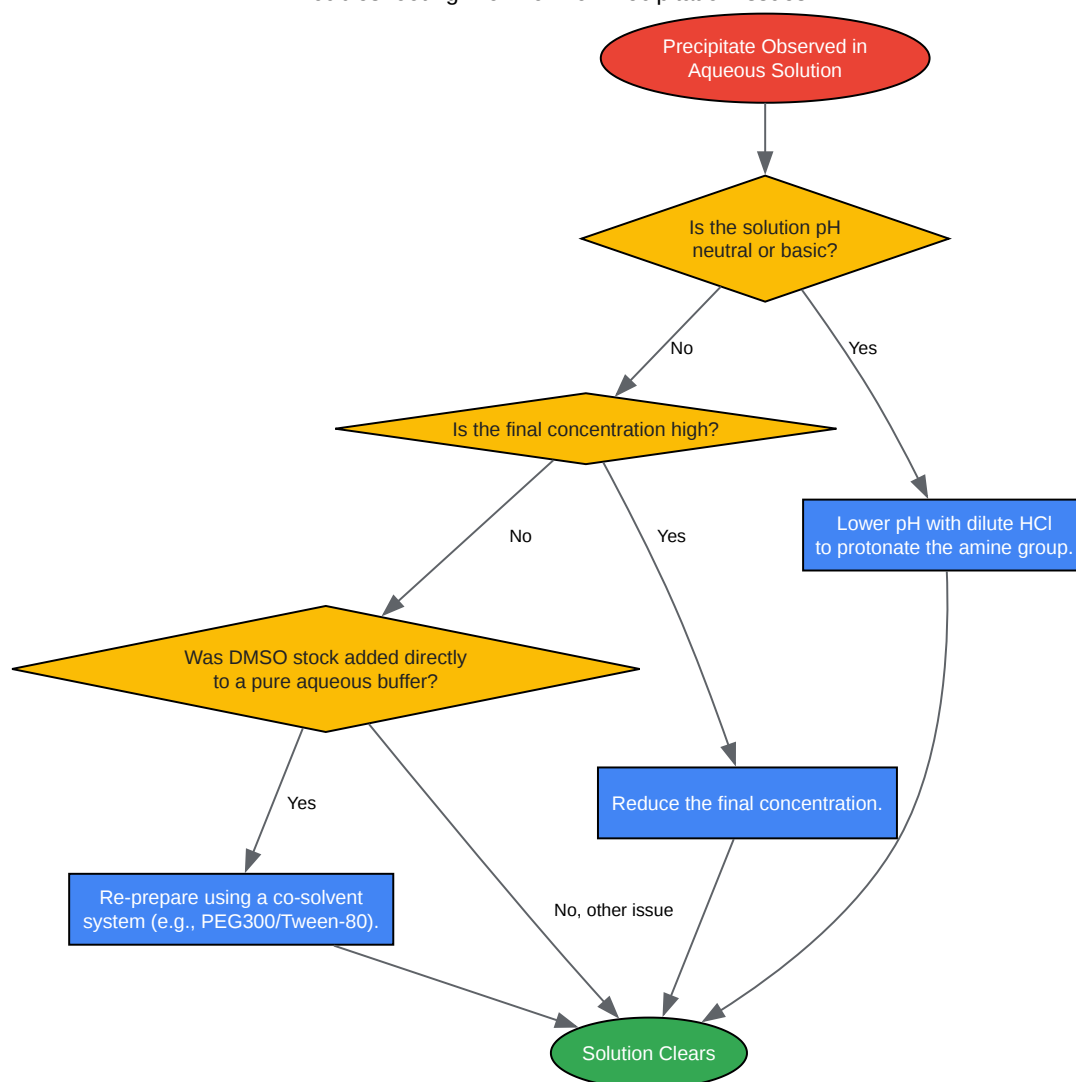 Precipitate Observed in
Aqueous Solution
Is the solution pH
neutral or basic?
No
Yes
Is the final concentration high?
Lower pH with dilute HCl
to protonate the amine group.
No
Yes
Was DMSO stock added directly
to a pure aqueous buffer?
Yes
Reduce the final concentration.
Re-prepare using a co-solvent
system (e.g., PEG300/Tween-80).
No, other issue
Solution Clears